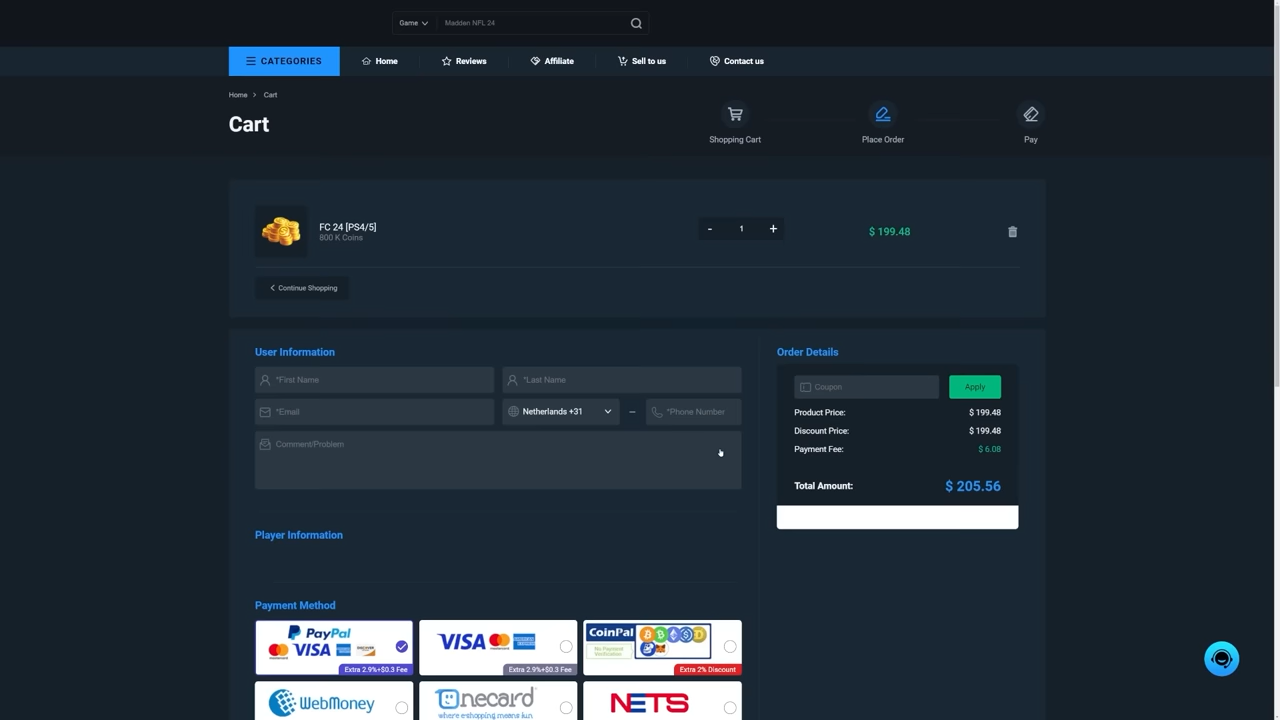 Game
Madden NFL 24
CATEGORIES
Home
Reviews
Affiliate
Sell to us
Contact us
Home > Cart
Cart
Shopping Cart
Place Order
Pay
FC 24 [PS4/5]
800 K Coins
- 1 +
$ 199.48
Continue Shopping
User Information
*First Name
*Last Name
*Email
Netherlands +31
*Phone Number
Comment/Problem
Order Details
Coupon
Apply
Product Price: $ 199.48
Discount Price: $ 199.48
Payment Fee: $ 6.08
Total Amount: $ 205.56
Player Information
Payment Method
PayPal
VISA
Extra 2.9%+$0.3 Fee
VISA
Extra 2.9%+$0.3 Fee
CoinPal
No Payment
Verification
Extra 2% Discount
WebMoney
onecard
where eshopping means fun
NETS